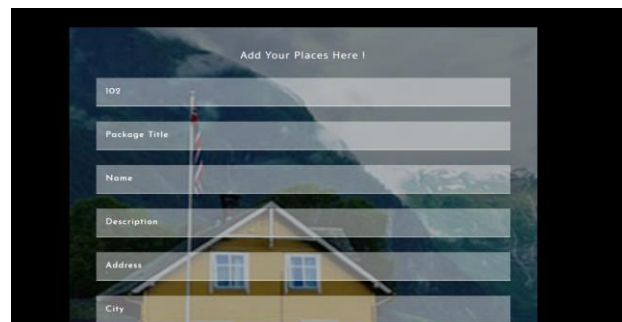 Add Your Places Here !
102
Package Title
Name
Description
Address
City